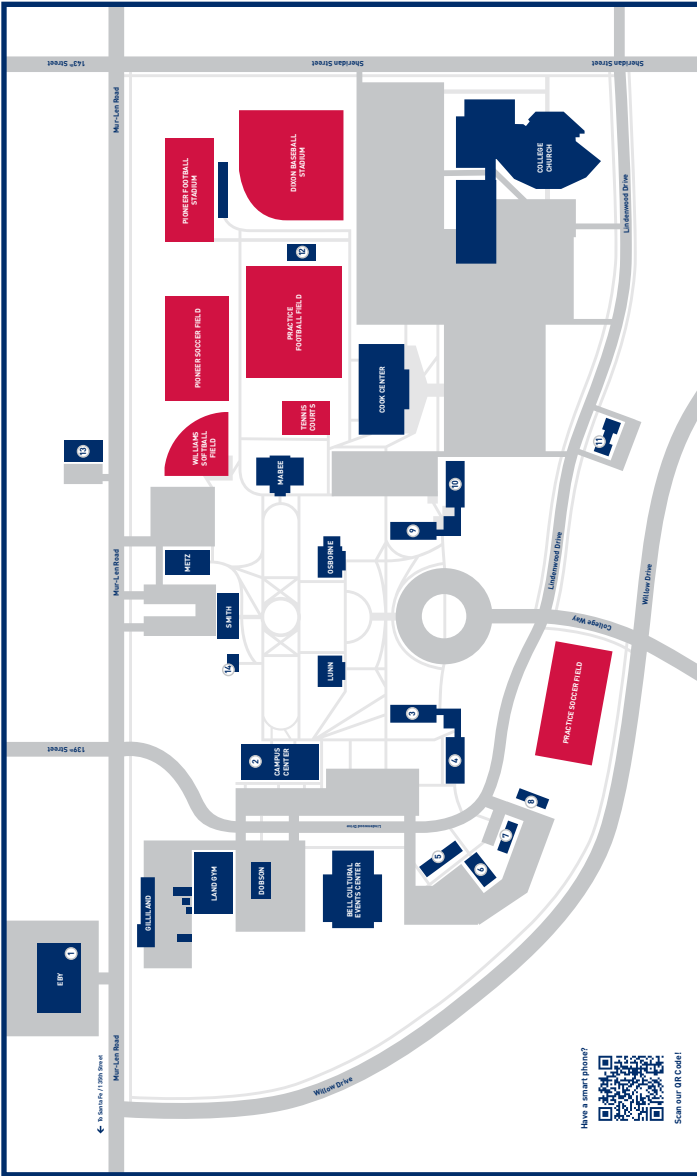 143rd Street
Sheridan Street
Sheridan Street
Mur-Len Road
PIONEER FOOTBALL
STADIUM
DIXON BASEBALL
STADIUM
COLLEGE
CHURCH
Lindenwood Drive
12
PIONEER SOCCER FIELD
PRACTICE
FOOTBALL FIELD
COOK CENTER
TENNIS
COURTS
WILLIAMS
SOFTBALL
FIELD
13
MABEE
11
10
9
METZ
OSBORNE
Mur-Len Road
Lindenwood Drive
Willow Drive
SMITH
College Way
14
LUNN
PRACTICE SOCCER FIELD
3
139th Street
2
CAMPUS
CENTER
4
8
Lindenwood Drive
7
5
6
LAND GYM
DOBSON
BELL CULTURAL
EVENTS CENTER
GILLILAND
1
EBY
Mur-Len Road
Willow Drive
← To Santa Fe / 135th Street
Have a smart phone?
Scan our QR Code!